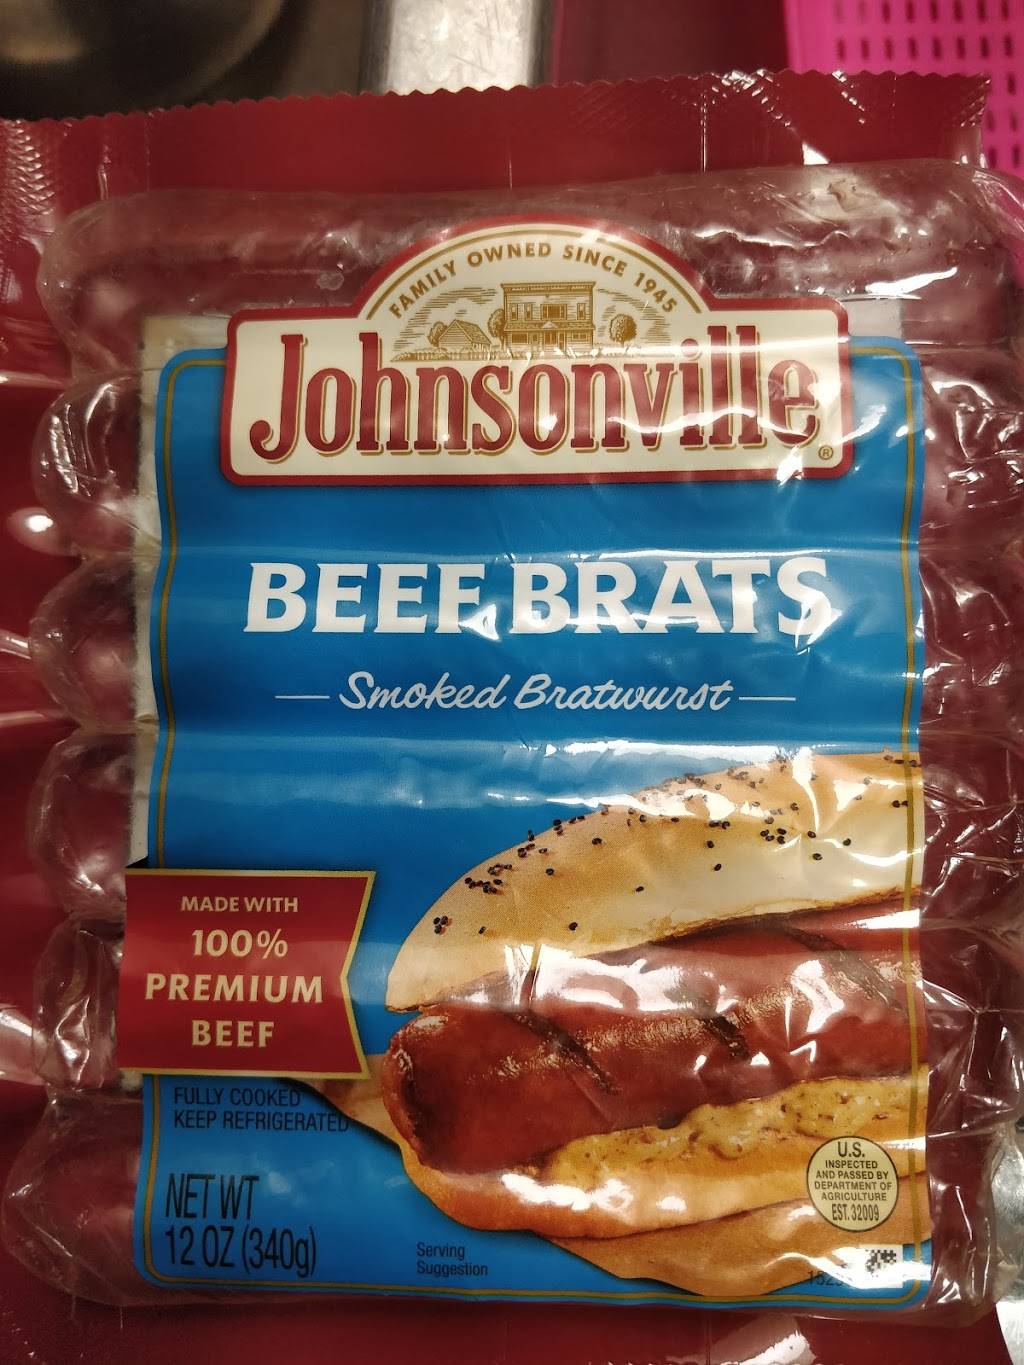 FAMILY OWNED SINCE 1945
Johnsonville®
BEEF BRATS
Smoked Bratwurst
MADE WITH
100%
PREMIUM
BEEF
FULLY COOKED
KEEP REFRIGERATED
NET WT
12 OZ (340g)
Serving
Suggestion
U.S.
INSPECTED
AND PASSED BY
DEPARTMENT OF
AGRICULTURE
EST. 32009